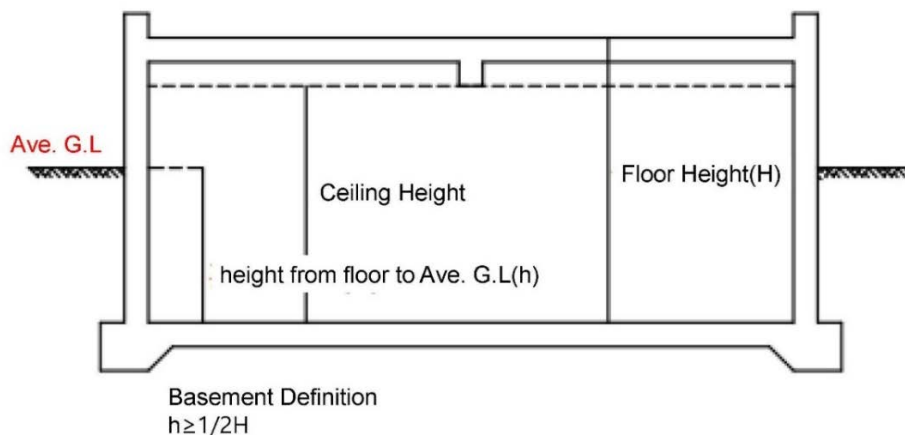 Ave. G.L
Floor Height(H)
Ceiling Height
height from floor to Ave. G.L(h)
Basement Definition
h≥1/2H